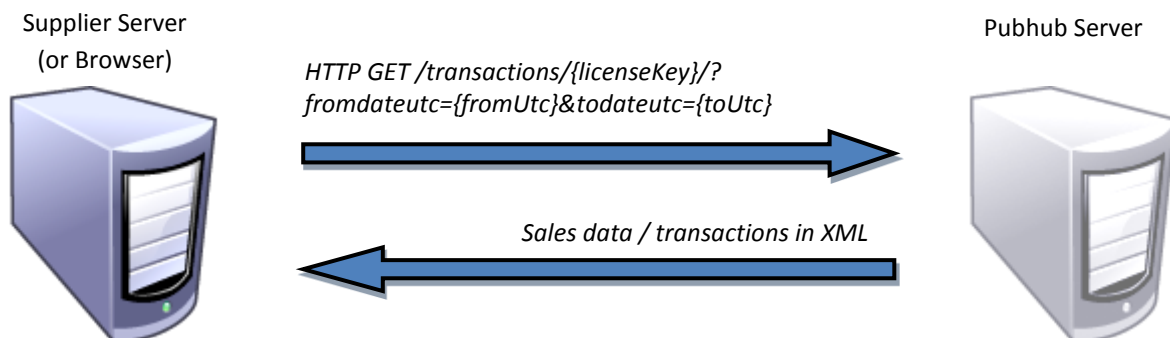 Supplier Server
(or Browser)
Pubhub Server
HTTP GET /transactions/{licenseKey}/?
fromdateutc={fromUtc}&todateutc={toUtc}
Sales data / transactions in XML